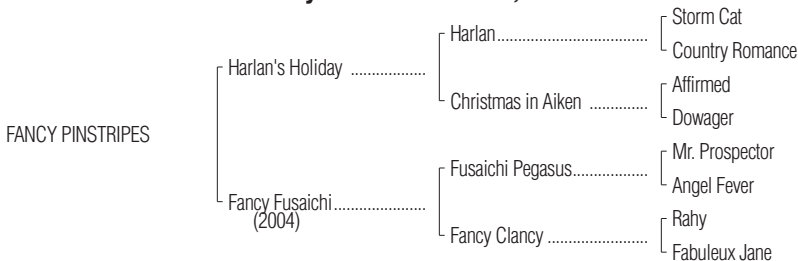 Storm Cat
Harlan
Country Romance
Harlan's Holiday
Affirmed
Christmas in Aiken
Dowager
FANCY PINSTRIPES
Mr. Prospector
Fusaichi Pegasus
Angel Fever
Fancy Fusaichi
(2004)
Rahy
Fancy Clancy
Fabuleux Jane